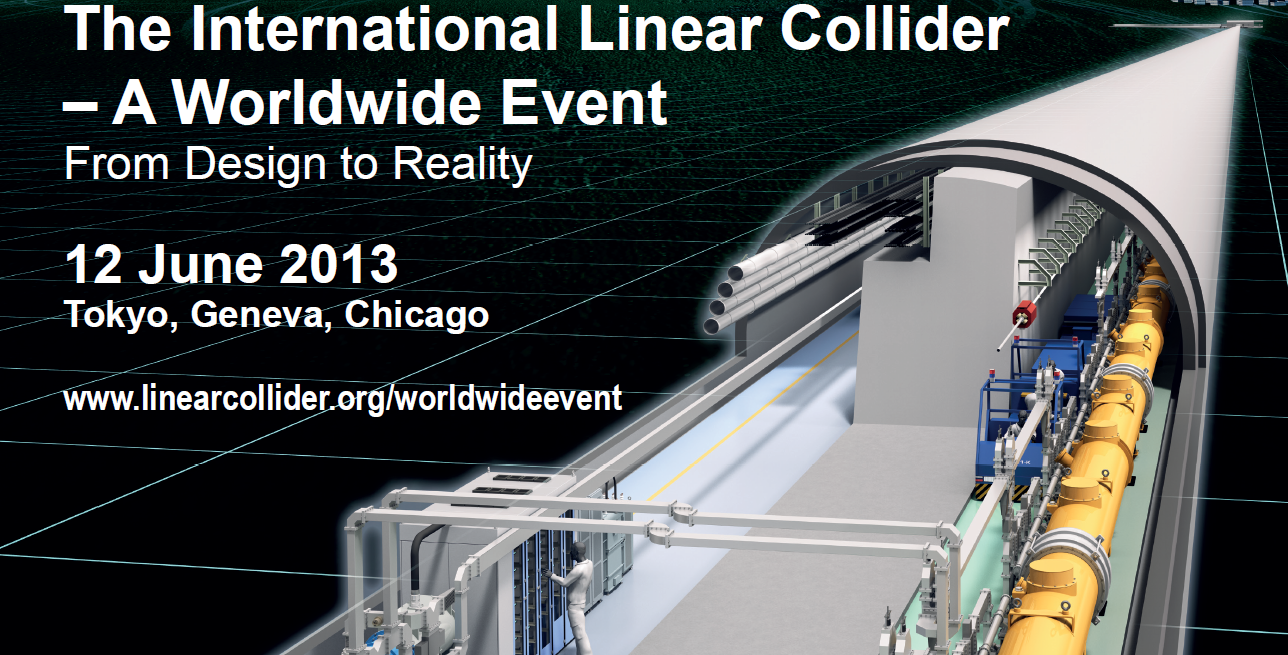 The International Linear Collider
– A Worldwide Event
From Design to Reality
12 June 2013
Tokyo, Geneva, Chicago
www.linearcollider.org/worldwideevent